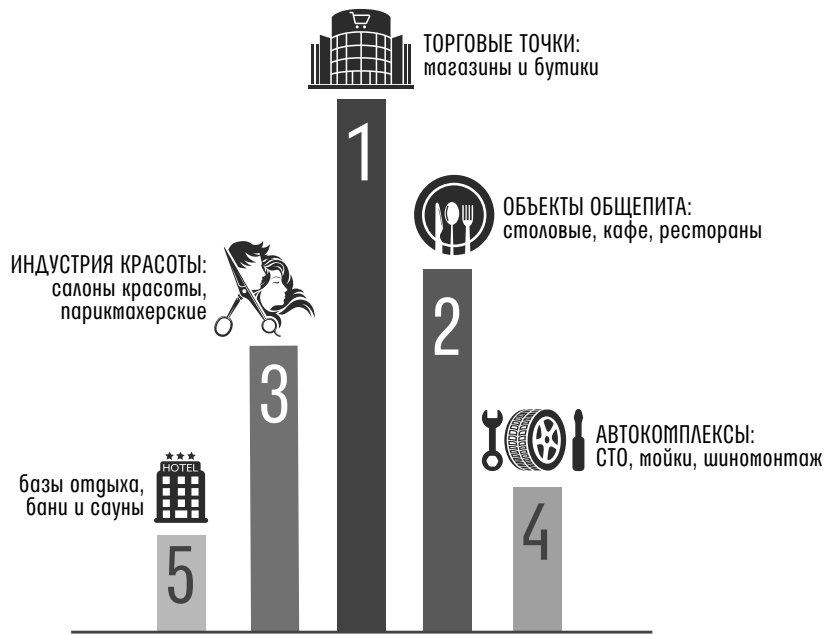 ТОРГОВЫЕ ТОЧКИ:
магазины и бутики
1
ОБЪЕКТЫ ОБЩЕПИТА:
столовые, кафе, рестораны
2
ИНДУСТРИЯ КРАСОТЫ:
салоны красоты,
парикмахерские
3
АВТОКОМПЛЕКСЫ:
СТО, мойки, шиномонтаж
4
HOTEL
базы отдыха,
бани и сауны
5